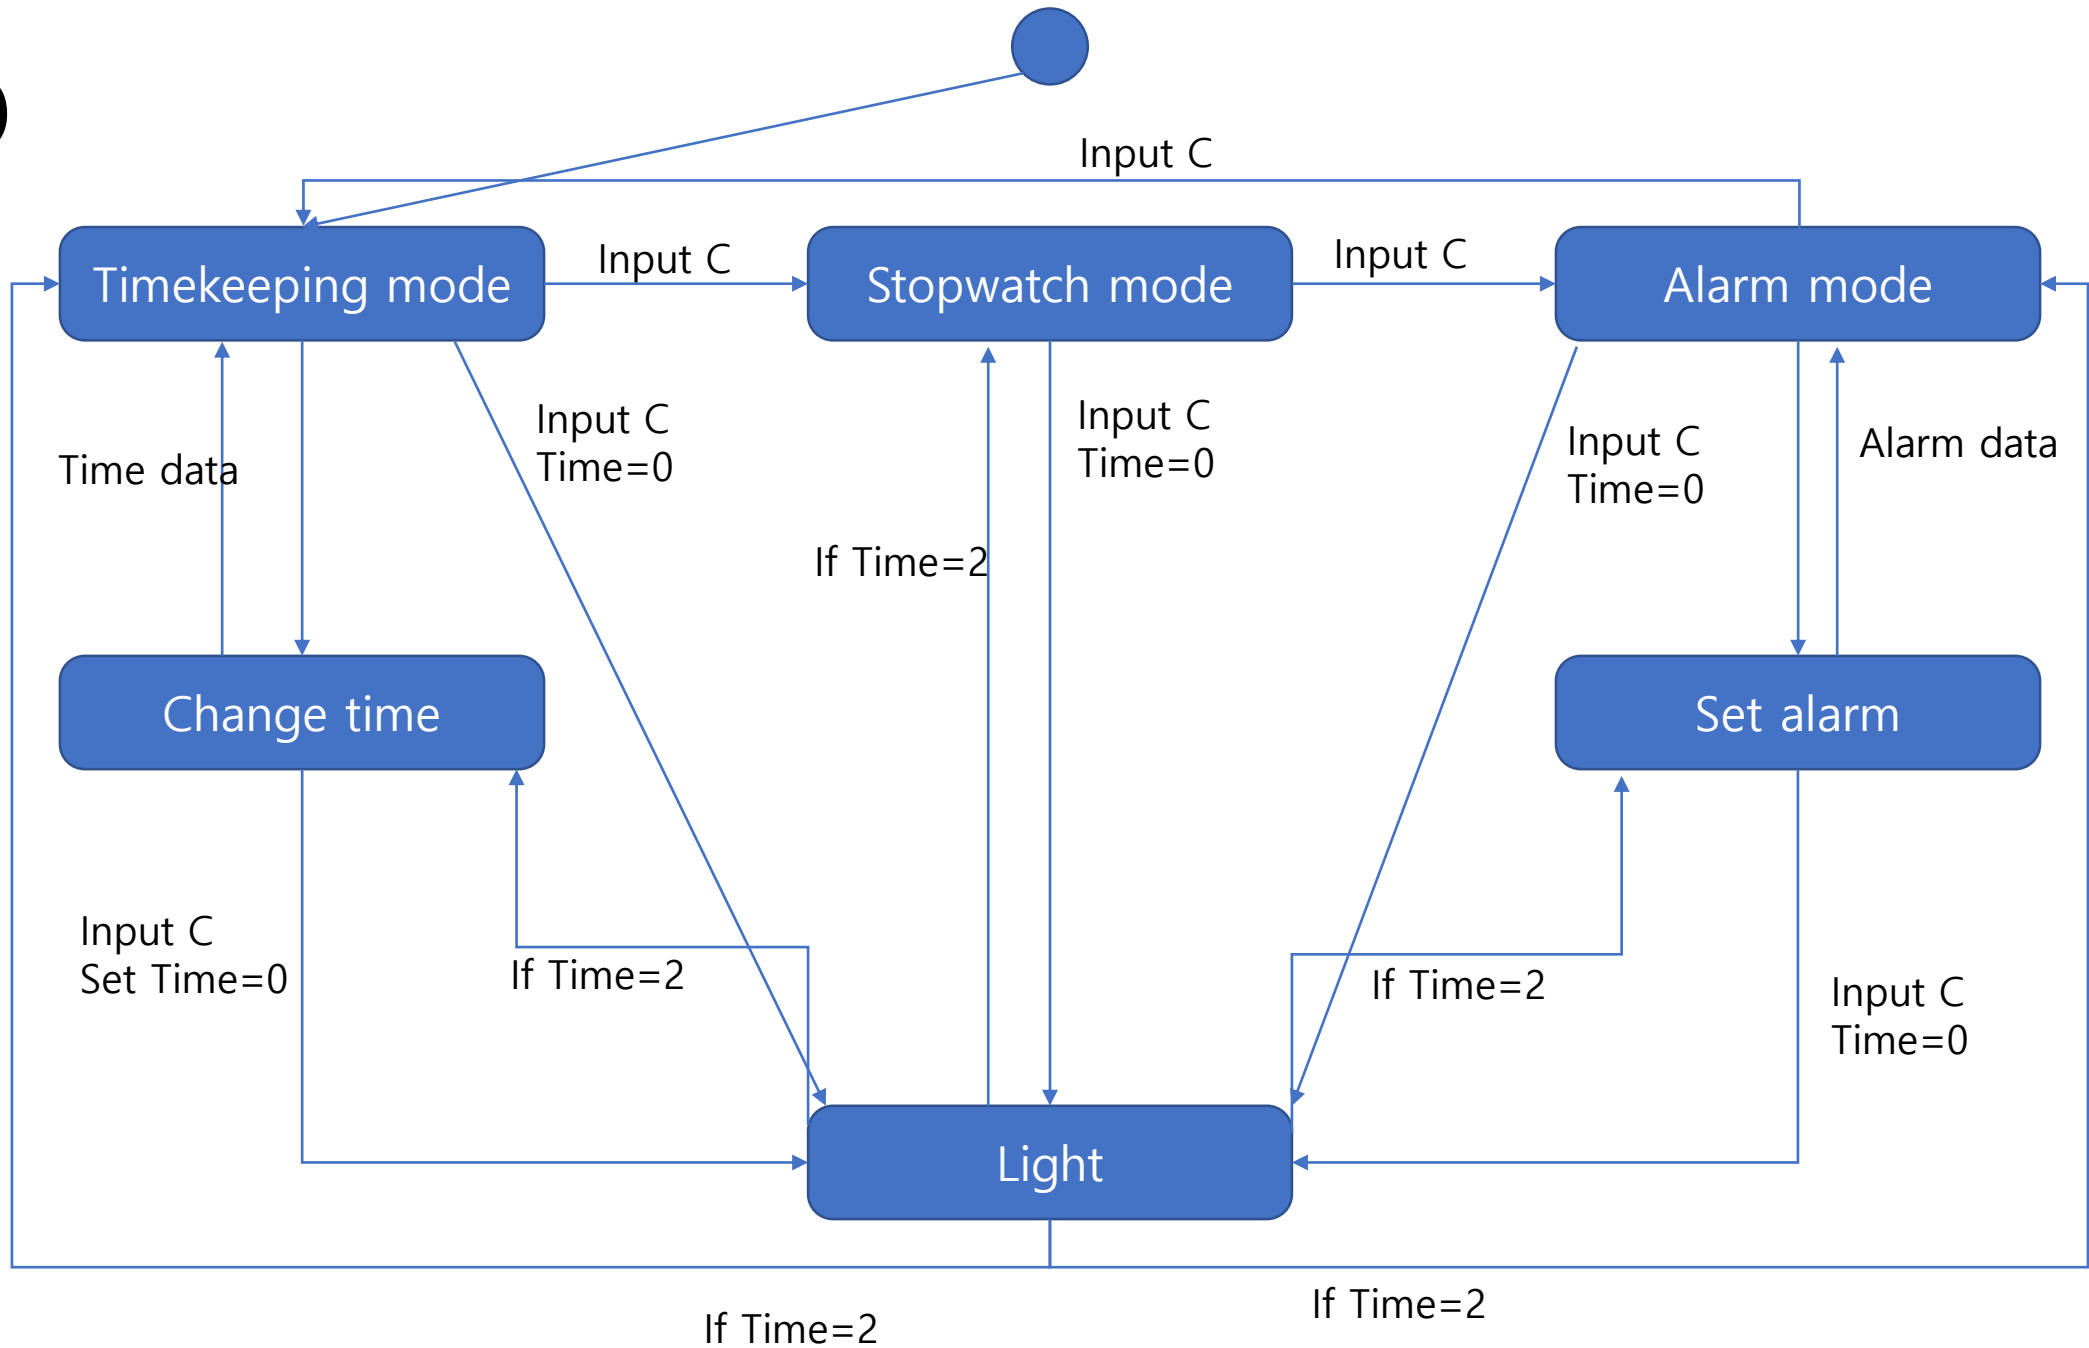 Input C
Timekeeping mode
Input C
Stopwatch mode
Input C
Alarm mode
Time data
Input C
Time=0
If Time=2
Input C
Time=0
Input C
Time=0
Alarm data
Change time
Set alarm
Input C
Set Time=0
If Time=2
If Time=2
Input C
Time=0
Light
If Time=2
If Time=2